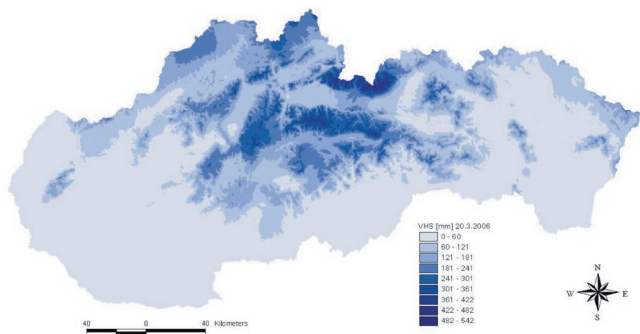 VHS [mm] 20.3.2006
0 - 60
60 - 121
121 - 181
181 - 241
241 - 301
301 - 361
361 - 422
422 - 482
482 - 542
N
W E
S
40 0 40 Kilometers